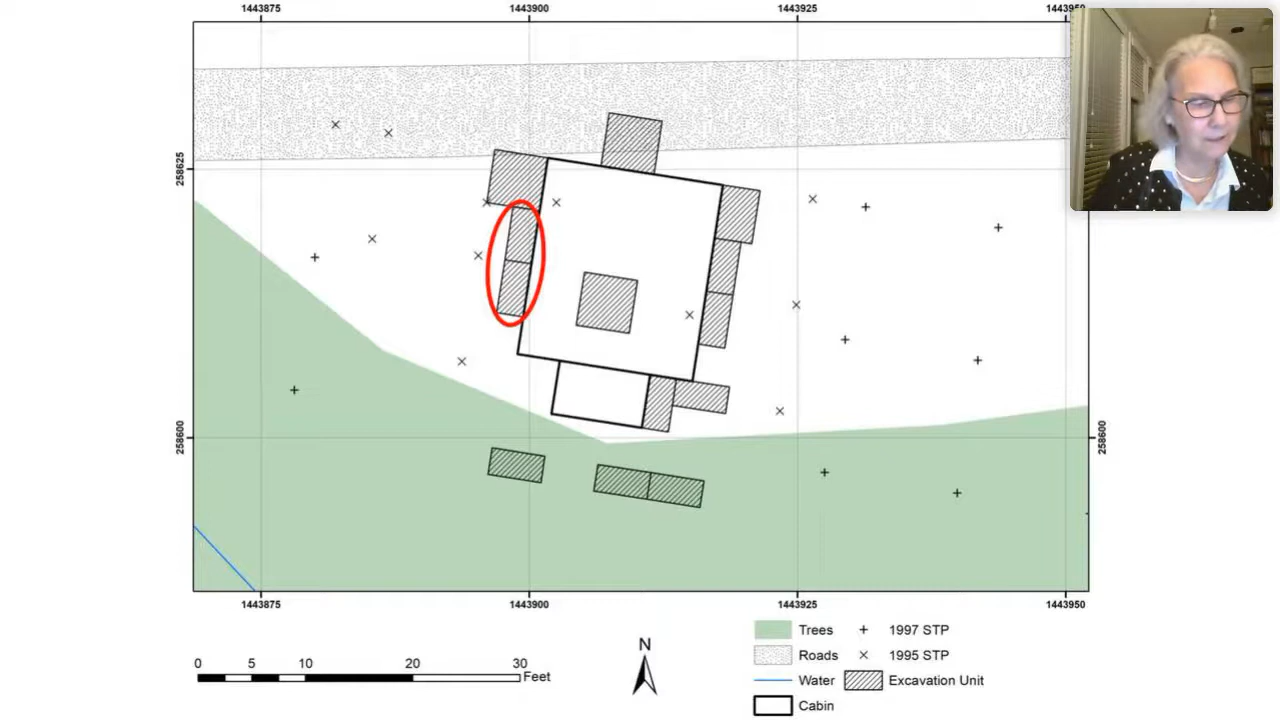 1443875 1443900 1443925 1443950
258625
258600 258600
1443875 1443900 1443925 1443950
N
0 5 10 20 30
Feet
Trees + 1997 STP
Roads × 1995 STP
Water Excavation Unit
Cabin